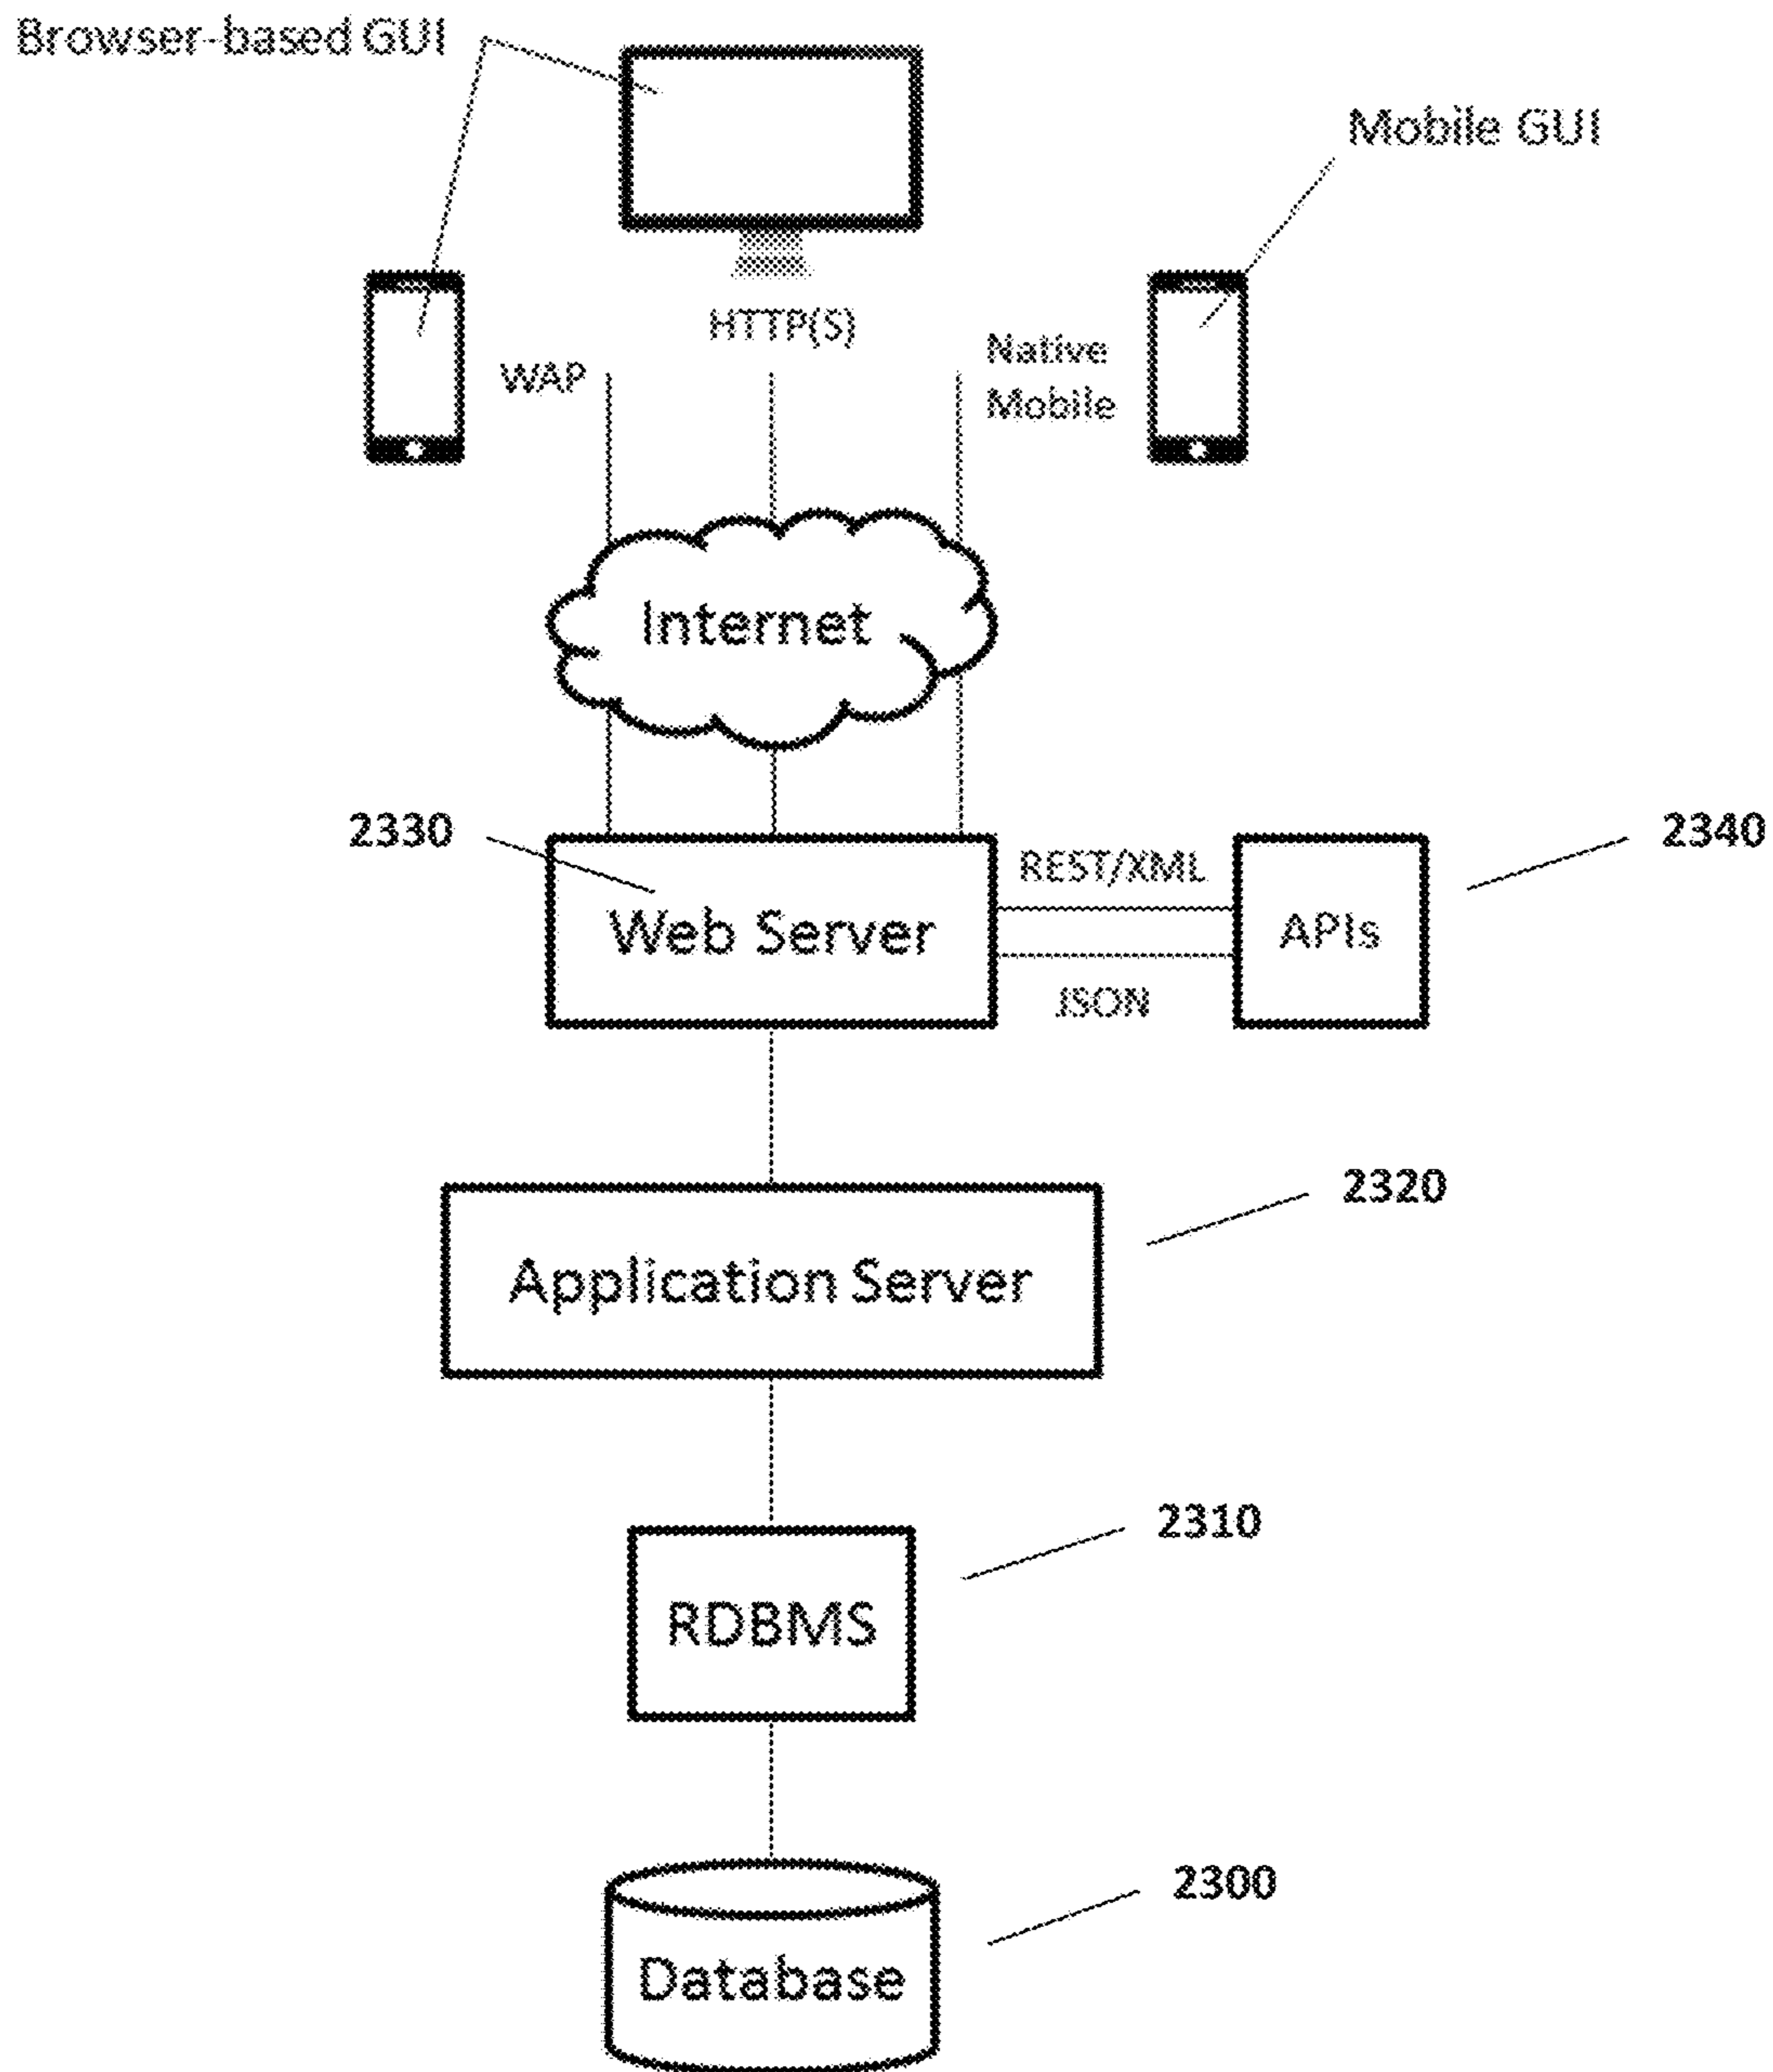 Browser-based GUI
Mobile GUI
HTTP(S)
WAP
Native
Mobile
Internet
2330
2340
REST/XML
Web Server
APIs
JSON
2320
Application Server
2310
RDBMS
2300
Database